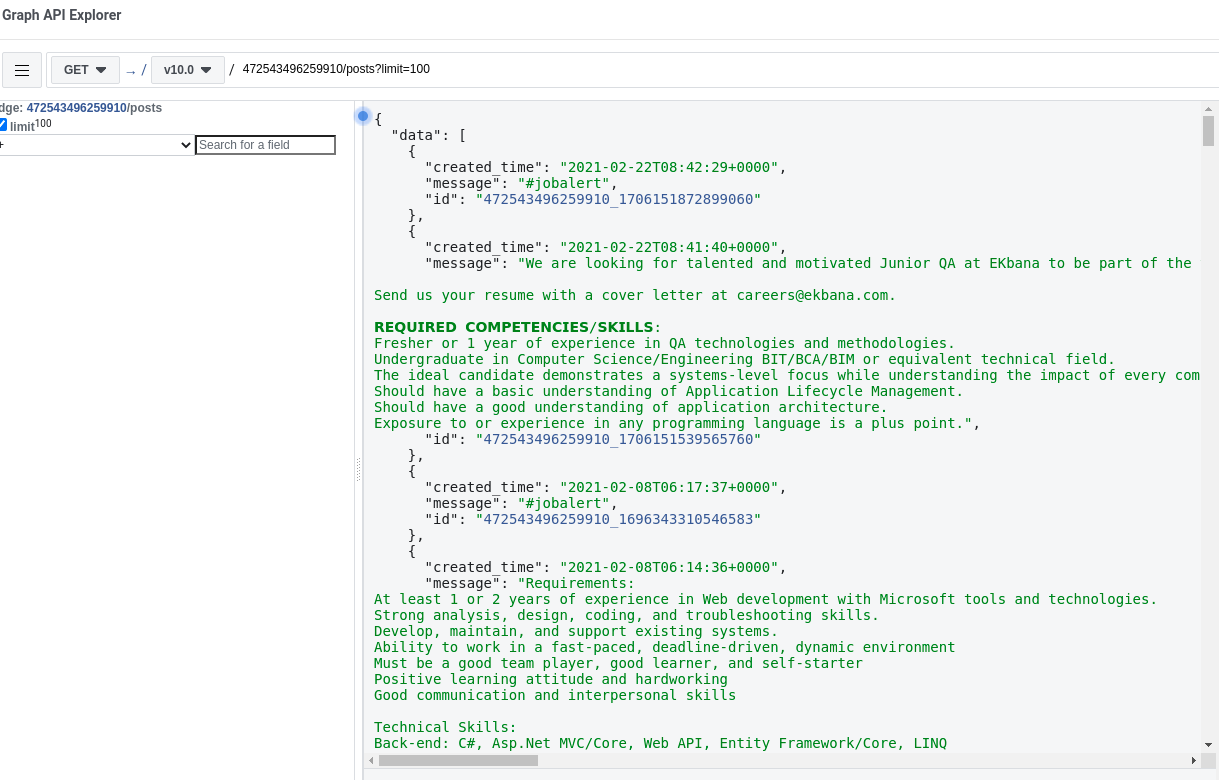 Graph API Explorer
GET → / v10.0 / 472543496259910/posts?limit=100
dge: 472543496259910/posts
limit100
Search for a field
{
"data": [
{
"created_time": "2021-02-22T08:42:29+0000",
"message": "#jobalert",
"id": "472543496259910_1706151872899060"
},
{
"created_time": "2021-02-22T08:41:40+0000",
"message": "We are looking for talented and motivated Junior QA at EKbana to be part of the
Send us your resume with a cover letter at careers@ekbana.com.
𝗥𝗘𝗤𝗨𝗜𝗥𝗘𝗗 𝗖𝗢𝗠𝗣𝗘𝗧𝗘𝗡𝗖𝗜𝗘𝗦/𝗦𝗞𝗜𝗟𝗟𝗦:
Fresher or 1 year of experience in QA technologies and methodologies.
Undergraduate in Computer Science/Engineering BIT/BCA/BIM or equivalent technical field.
The ideal candidate demonstrates a systems-level focus while understanding the impact of every com
Should have a basic understanding of Application Lifecycle Management.
Should have a good understanding of application architecture.
Exposure to or experience in any programming language is a plus point.",
"id": "472543496259910_1706151539565760"
},
{
"created_time": "2021-02-08T06:17:37+0000",
"message": "#jobalert",
"id": "472543496259910_1696343310546583"
},
{
"created_time": "2021-02-08T06:14:36+0000",
"message": "Requirements:
At least 1 or 2 years of experience in Web development with Microsoft tools and technologies.
Strong analysis, design, coding, and troubleshooting skills.
Develop, maintain, and support existing systems.
Ability to work in a fast-paced, deadline-driven, dynamic environment
Must be a good team player, good learner, and self-starter
Positive learning attitude and hardworking
Good communication and interpersonal skills
Technical Skills:
Back-end: C#, Asp.Net MVC/Core, Web API, Entity Framework/Core, LINQ